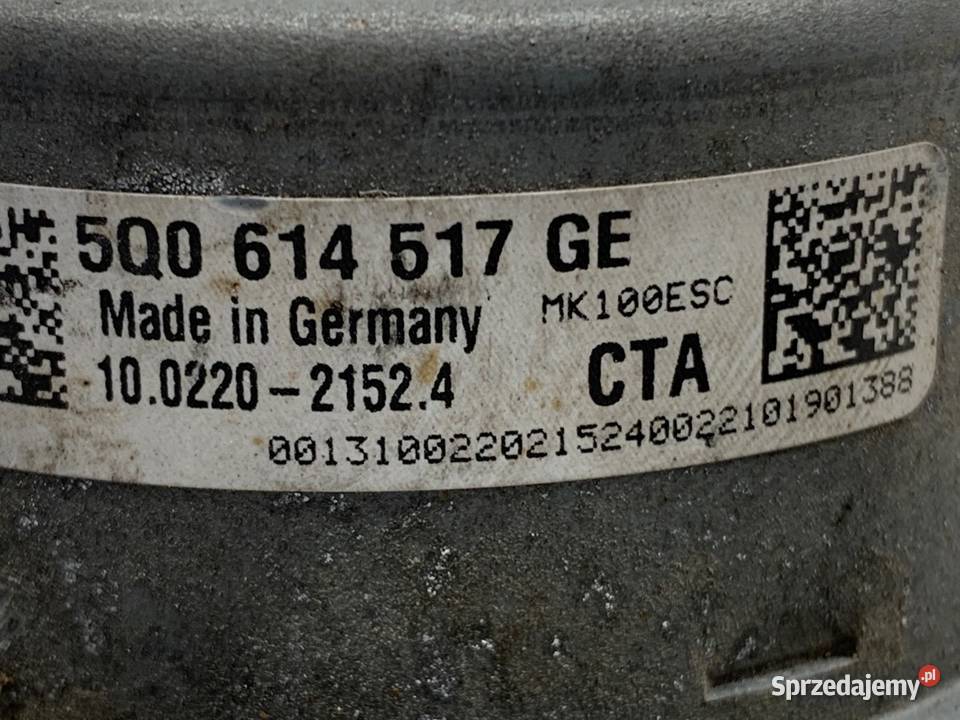 5Q0 614 517 GE
Made in Germany MK100ESC
10.0220-2152.4 CTA
00131002202152400221019013​88
Sprzedajemy.pl